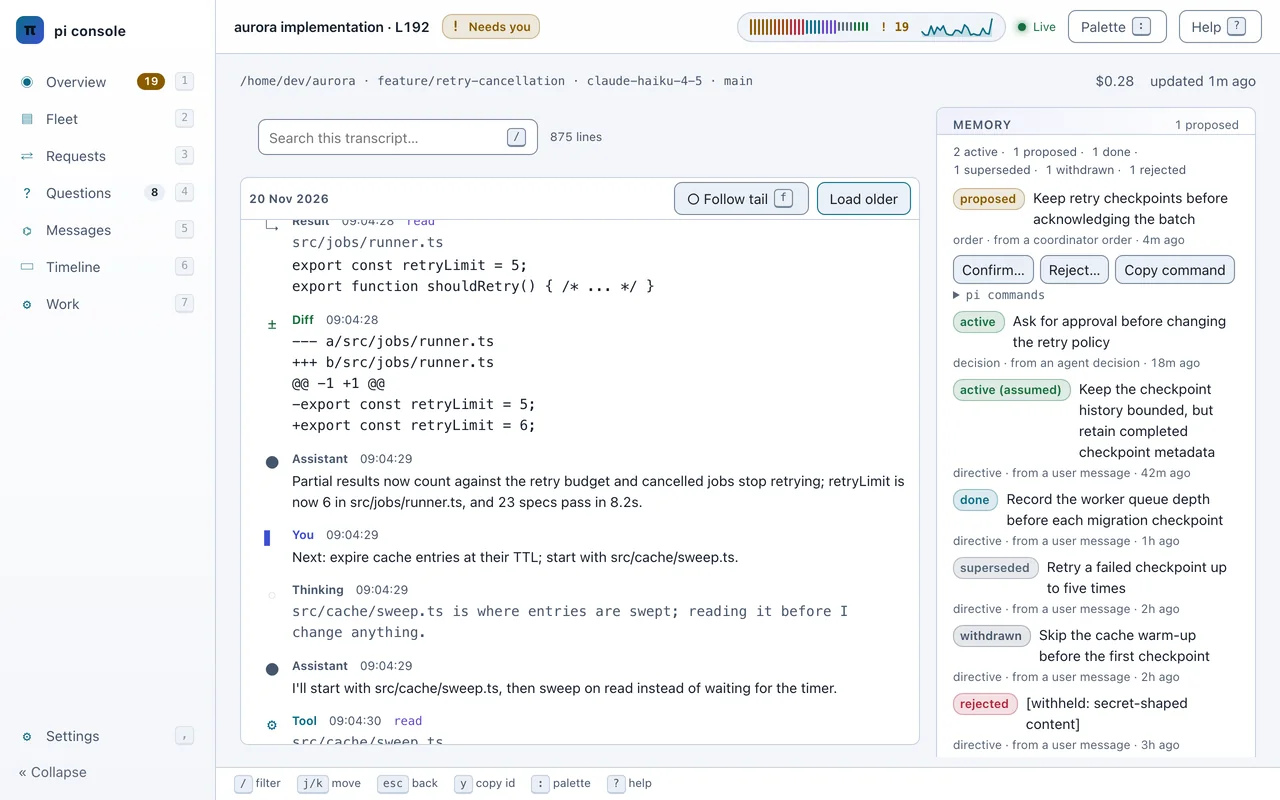 π pi console
aurora implementation · L192 ! Needs you
! 19
Live
Palette :
Help ?
Overview 19 1
Fleet 2
Requests 3
Questions 8 4
Messages 5
Timeline 6
Work 7
Settings ,
« Collapse
/home/dev/aurora · feature/retry-cancellation · claude-haiku-4-5 · main
$0.28 updated 1m ago
Search this transcript... /
875 lines
20 Nov 2026
Follow tail f
Load older
Result 09:04:28 read
src/jobs/runner.ts
export const retryLimit = 5;
export function shouldRetry() { /* ... */ }
± Diff 09:04:28
--- a/src/jobs/runner.ts
+++ b/src/jobs/runner.ts
@@ -1 +1 @@
-export const retryLimit = 5;
+export const retryLimit = 6;
Assistant 09:04:29
Partial results now count against the retry budget and cancelled jobs stop retrying; retryLimit is
now 6 in src/jobs/runner.ts, and 23 specs pass in 8.2s.
You 09:04:29
Next: expire cache entries at their TTL; start with src/cache/sweep.ts.
Thinking 09:04:29
src/cache/sweep.ts is where entries are swept; reading it before I
change anything.
Assistant 09:04:29
I'll start with src/cache/sweep.ts, then sweep on read instead of waiting for the timer.
Tool 09:04:30 read
src/cache/sweep.ts
MEMORY 1 proposed
2 active · 1 proposed · 1 done ·
1 superseded · 1 withdrawn · 1 rejected
proposed Keep retry checkpoints before
acknowledging the batch
order · from a coordinator order · 4m ago
Confirm... Reject... Copy command
▶ pi commands
active Ask for approval before changing
the retry policy
decision · from an agent decision · 18m ago
active (assumed) Keep the checkpoint
history bounded, but
retain completed
checkpoint metadata
directive · from a user message · 42m ago
done Record the worker queue depth
before each migration checkpoint
directive · from a user message · 1h ago
superseded Retry a failed checkpoint up
to five times
directive · from a user message · 2h ago
withdrawn Skip the cache warm-up
before the first checkpoint
directive · from a user message · 2h ago
rejected [withheld: secret-shaped
content]
directive · from a user message · 3h ago
/ filter j/k move esc back y copy id : palette ? help